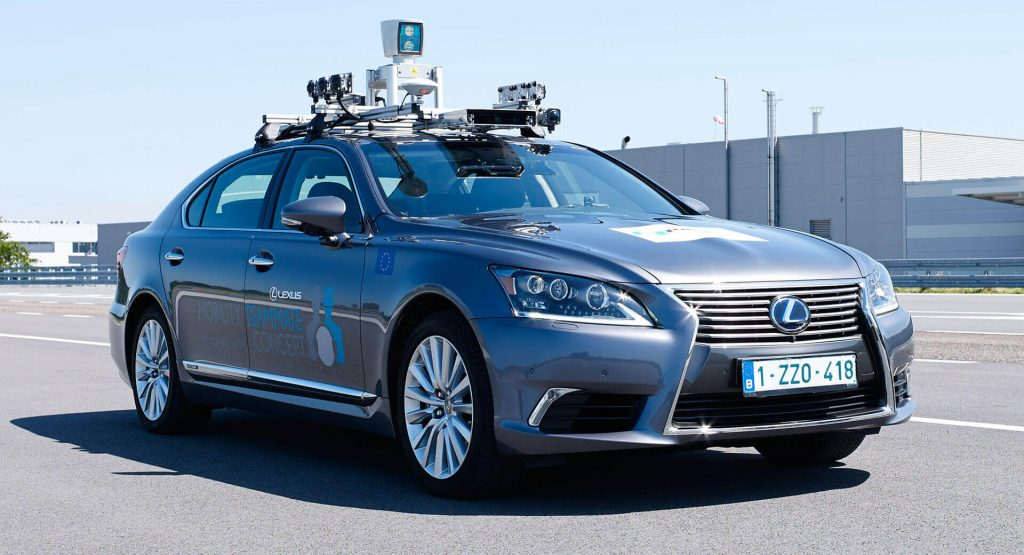 LEXUS
MOBILITY TEAMMATE
CONCEPT
1-ZZO-418
B